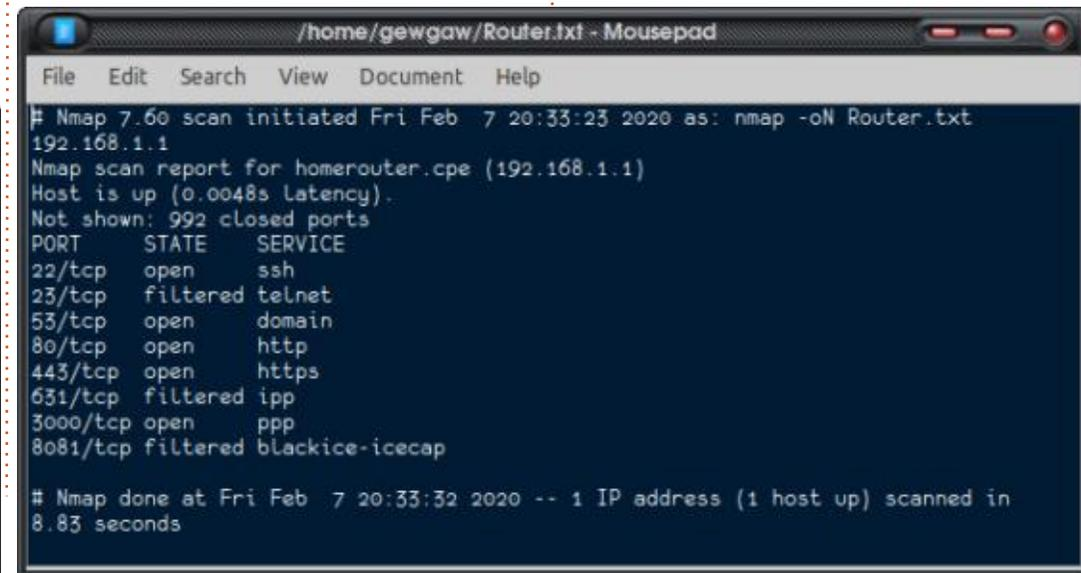 /home/gewgaw/Router.txt - Mousepad
File Edit Search View Document Help
# Nmap 7.60 scan initiated Fri Feb  7 20:33:23 2020 as: nmap -oN Router.txt
192.168.1.1
Nmap scan report for homerouter.cpe (192.168.1.1)
Host is up (0.0048s latency).
Not shown: 992 closed ports
PORT     STATE    SERVICE
22/tcp   open     ssh
23/tcp   filtered telnet
53/tcp   open     domain
80/tcp   open     http
443/tcp  open     https
631/tcp  filtered ipp
3000/tcp open     ppp
8081/tcp filtered blackice-icecap
# Nmap done at Fri Feb  7 20:33:32 2020 -- 1 IP address (1 host up) scanned in
8.83 seconds